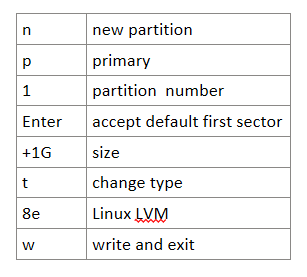 n new partition
p primary
1 partition number
Enter accept default first sector
+1G size
t change type
8e Linux LVM
w write and exit